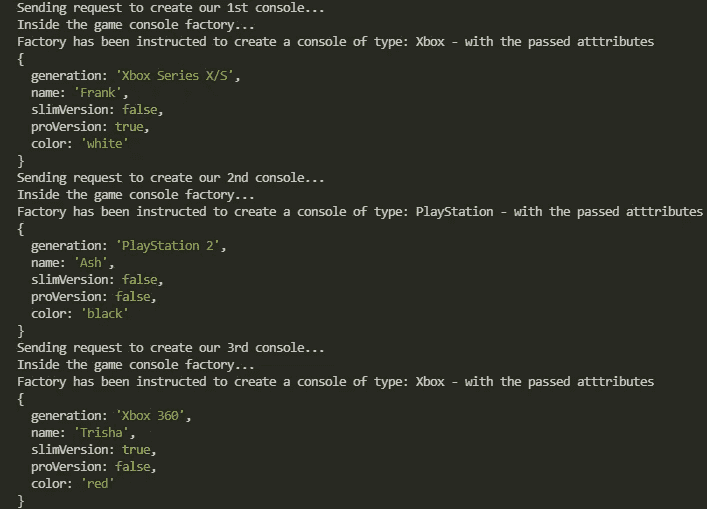 Sending request to create our 1st console...
Inside the game console factory...
Factory has been instructed to create a console of type: Xbox - with the passed atttributes
{
  generation: 'Xbox Series X/S',
  name: 'Frank',
  slimVersion: false,
  proVersion: true,
  color: 'white'
}
Sending request to create our 2nd console...
Inside the game console factory...
Factory has been instructed to create a console of type: PlayStation - with the passed atttributes
{
  generation: 'PlayStation 2',
  name: 'Ash',
  slimVersion: false,
  proVersion: false,
  color: 'black'
}
Sending request to create our 3rd console...
Inside the game console factory...
Factory has been instructed to create a console of type: Xbox - with the passed atttributes
{
  generation: 'Xbox 360',
  name: 'Trisha',
  slimVersion: true,
  proVersion: false,
  color: 'red'
}